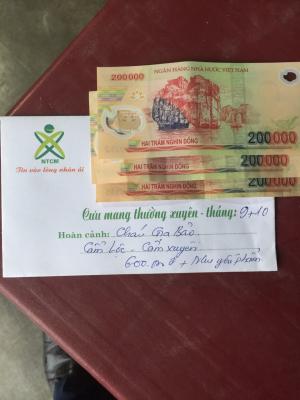 NGÂN HÀNG NHÀ NƯỚC VIỆT NAM
200000
HAI TRĂM NGHÌN ĐỒNG
200000
HAI TRĂM NGHÌN ĐỒNG
200000
HAI TRĂM NGHÌN ĐỒNG
200000
NTCM
Tin vào lòng nhân ái
Cưu mang thường xuyên - tháng: 9+10
Hoàn cảnh: Cháu Gia Bảo
Cẩm Lộc - Cẩm Xuyên
600.000đ + Nhu yếu phẩm